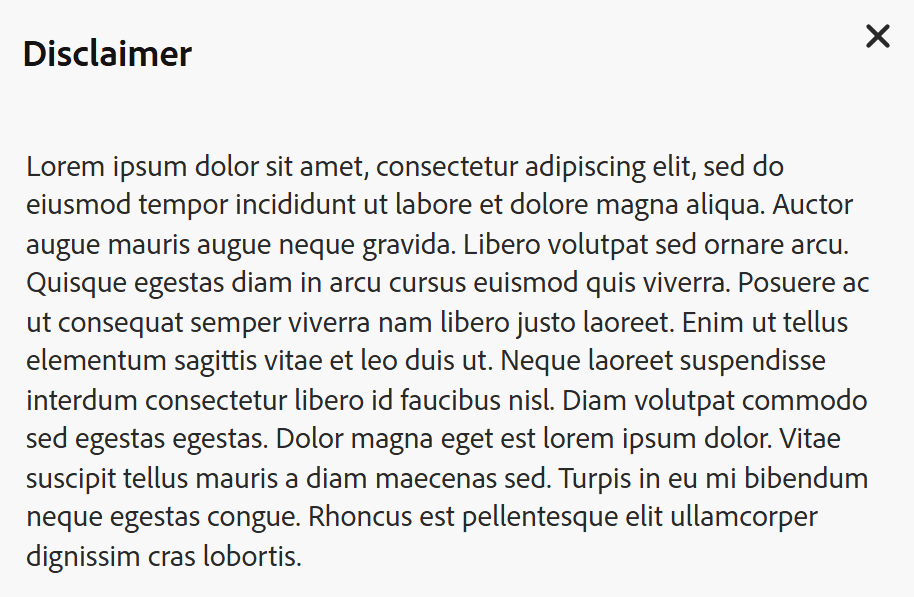 Disclaimer
Lorem ipsum dolor sit amet, consectetur adipiscing elit, sed do
eiusmod tempor incididunt ut labore et dolore magna aliqua. Auctor
augue mauris augue neque gravida. Libero volutpat sed ornare arcu.
Quisque egestas diam in arcu cursus euismod quis viverra. Posuere ac
ut consequat semper viverra nam libero justo laoreet. Enim ut tellus
elementum sagittis vitae et leo duis ut. Neque laoreet suspendisse
interdum consectetur libero id faucibus nisl. Diam volutpat commodo
sed egestas egestas. Dolor magna eget est lorem ipsum dolor. Vitae
suscipit tellus mauris a diam maecenas sed. Turpis in eu mi bibendum
neque egestas congue. Rhoncus est pellentesque elit ullamcorper
dignissim cras lobortis.